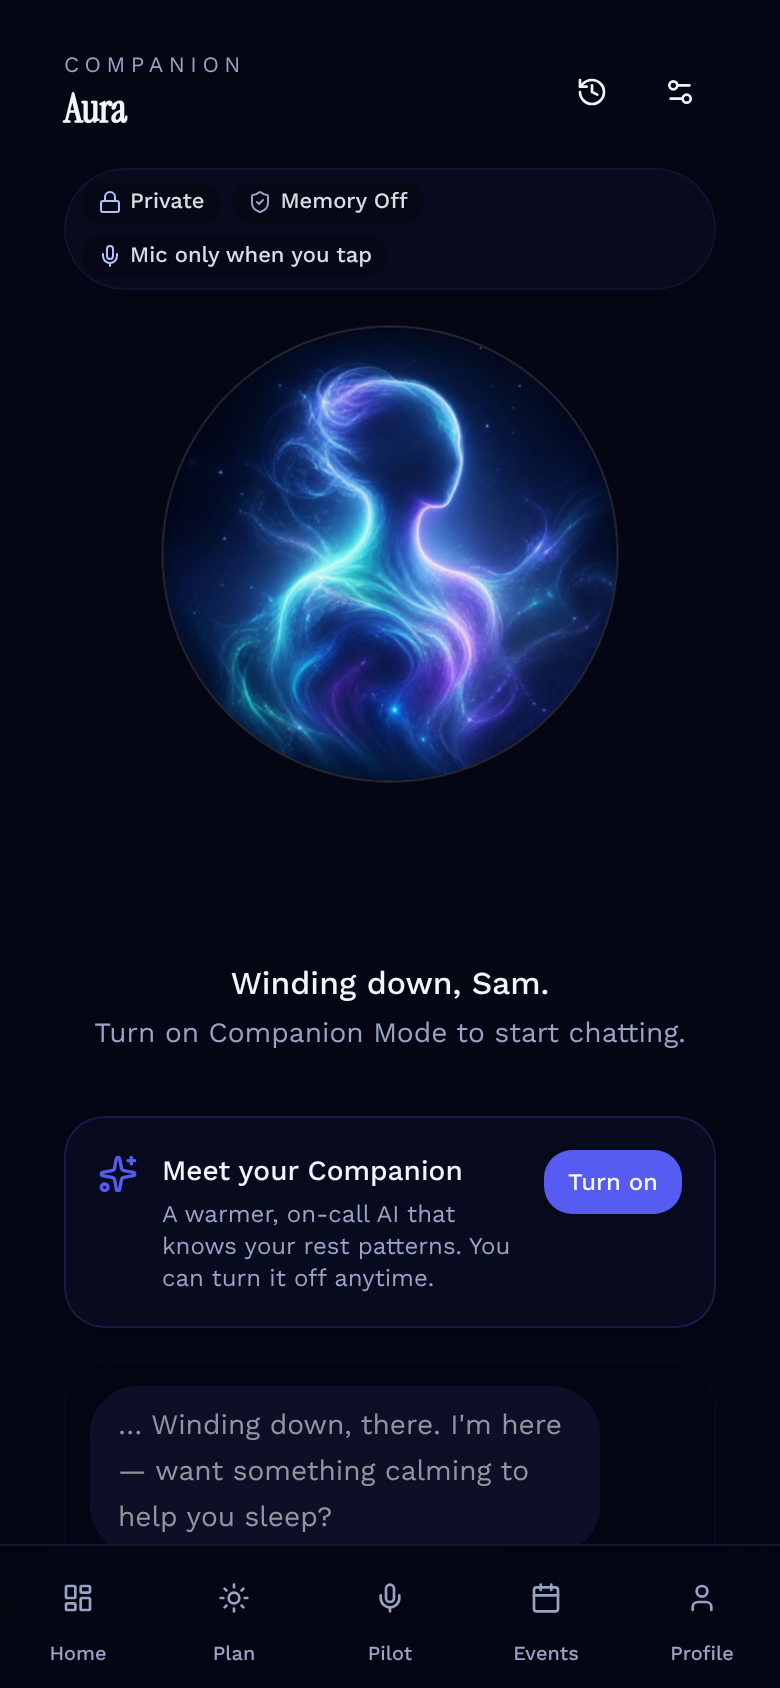 COMPANION
Aura
Private
Memory Off
Mic only when you tap
Winding down, Sam.
Turn on Companion Mode to start chatting.
Meet your Companion
Turn on
A warmer, on-call AI that
knows your rest patterns. You
can turn it off anytime.
... Winding down, there. I'm here
— want something calming to
help you sleep?
Home
Plan
Pilot
Events
Profile